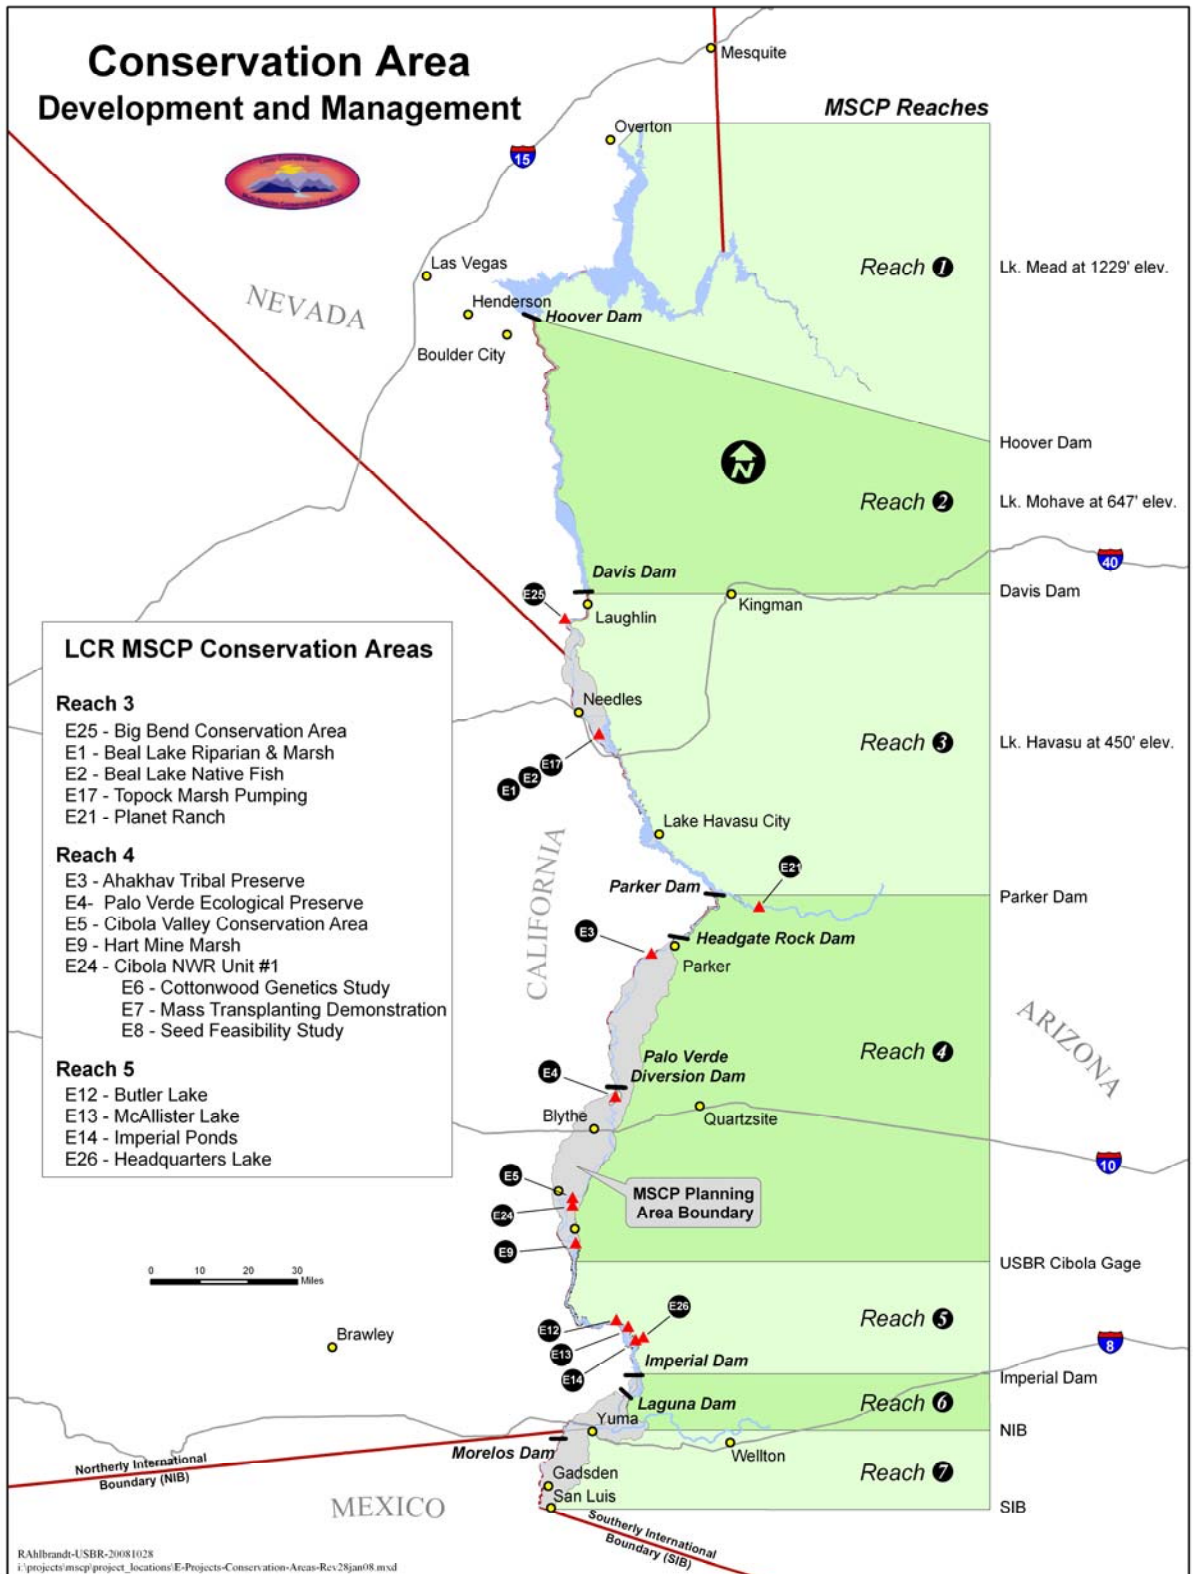 Conservation Area
Development and Management
MSCP Reaches
Mesquite
Overton
15
Las Vegas
NEVADA
Henderson
Hoover Dam
Boulder City
Reach 1
Lk. Mead at 1229' elev.
Hoover Dam
N
Reach 2
Lk. Mohave at 647' elev.
40
Davis Dam
Davis Dam
E25
Laughlin
Kingman
LCR MSCP Conservation Areas
Reach 3
E25 - Big Bend Conservation Area
E1 - Beal Lake Riparian & Marsh
E2 - Beal Lake Native Fish
E17 - Topock Marsh Pumping
E21 - Planet Ranch
Reach 4
E3 - Ahakhav Tribal Preserve
E4- Palo Verde Ecological Preserve
E5 - Cibola Valley Conservation Area
E9 - Hart Mine Marsh
E24 - Cibola NWR Unit #1
E6 - Cottonwood Genetics Study
E7 - Mass Transplanting Demonstration
E8 - Seed Feasibility Study
Reach 5
E12 - Butler Lake
E13 - McAllister Lake
E14 - Imperial Ponds
E26 - Headquarters Lake
Needles
E17
E2
E1
Reach 3
Lk. Havasu at 450' elev.
Lake Havasu City
CALIFORNIA
E21
Parker Dam
Parker Dam
E3
Headgate Rock Dam
Parker
ARIZONA
Reach 4
Palo Verde
Diversion Dam
E4
Blythe
Quartzsite
10
E5
MSCP Planning
Area Boundary
E24
E9
USBR Cibola Gage
0 10 20 30
Miles
E26
Reach 5
E12
E13
E14
Brawley
8
Imperial Dam
Imperial Dam
Laguna Dam
Reach 6
Yuma
NIB
Morelos Dam
Wellton
Northerly International
Boundary (NIB)
Gadsden
San Luis
Reach 7
MEXICO
SIB
Southerly International
Boundary (SIB)
RAhlbrandt-USBR-20081028
i:\projects\mscp\project_locations\E-Projects-Conservation-Areas-Rev28jan08.mxd